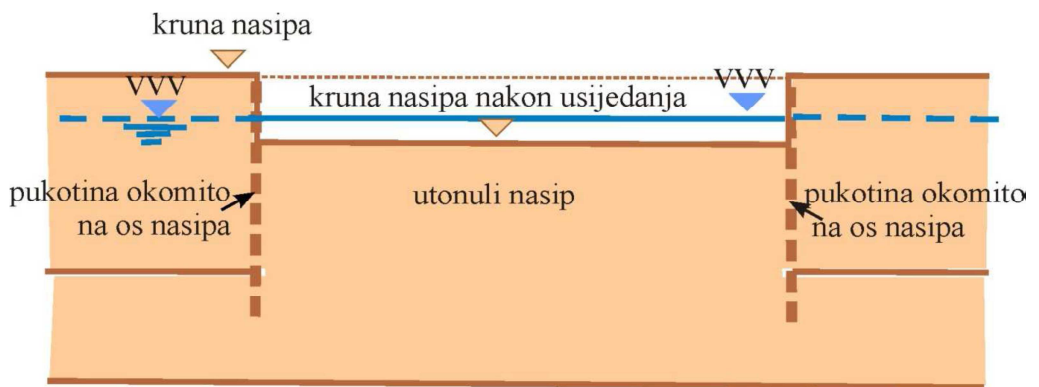 kruna nasipa
VVV
VVV
kruna nasipa nakon usijedanja
pukotina okomito
na os nasipa
utonuli nasip
pukotina okomito
na os nasipa